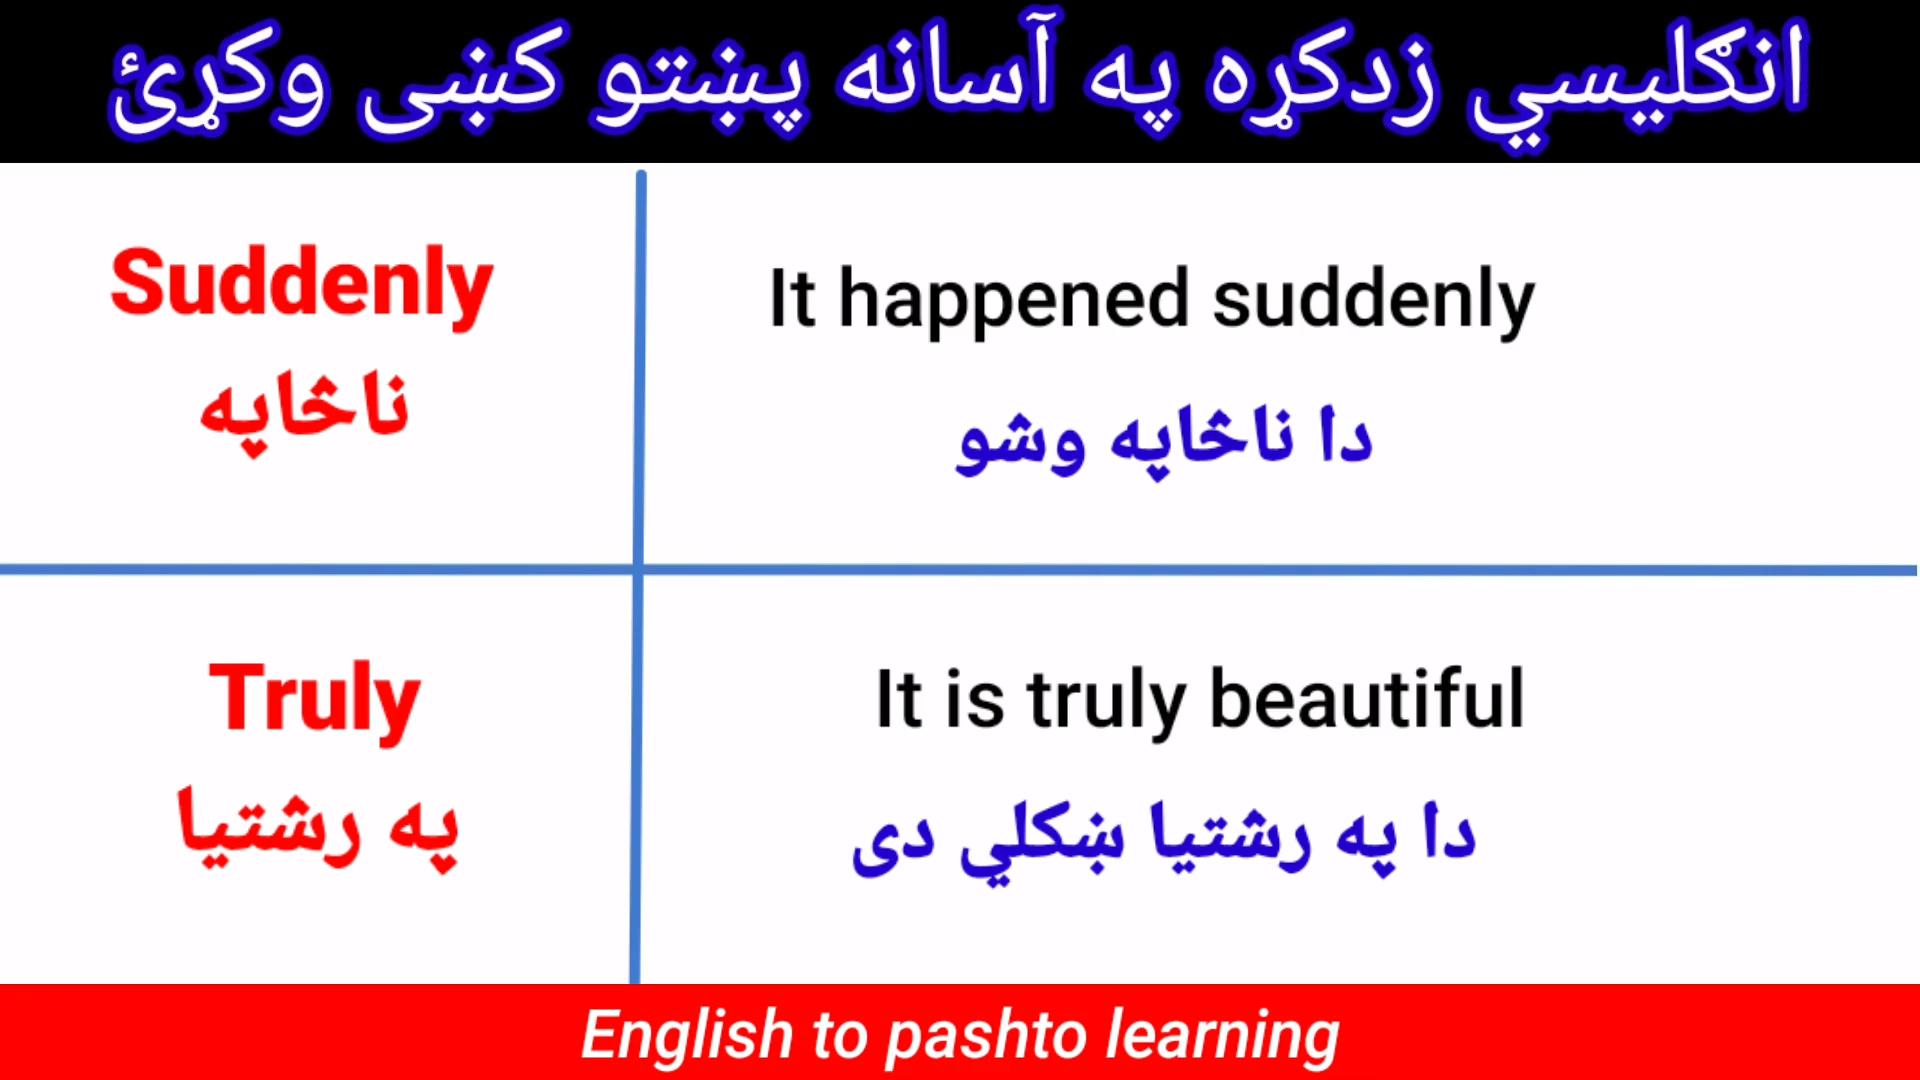 انګلیسي زدکړه په آسانه پښتو کښی وکړئ
Suddenly
ناڅاپه
It happened suddenly
دا ناڅاپه وشو
Truly
په رشتیا
It is truly beautiful
دا په رشتیا ښکلي دی
English to pashto learning